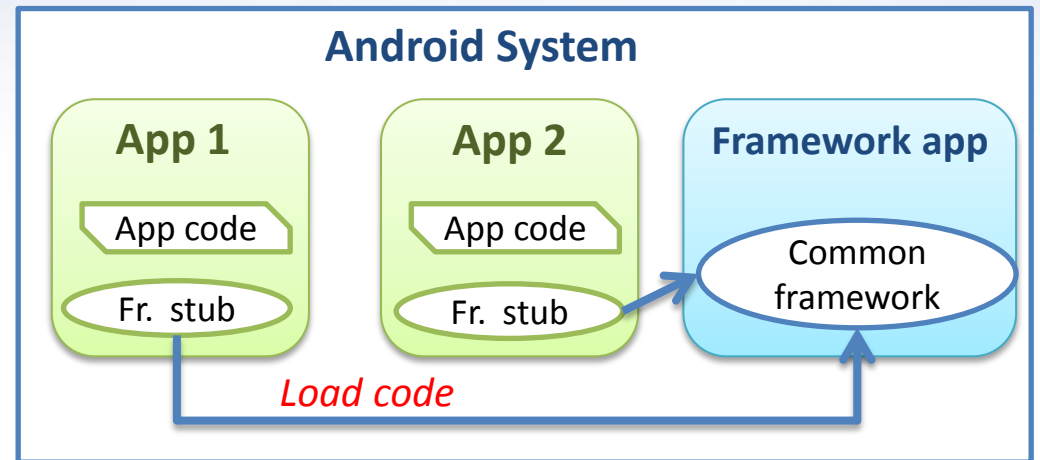 Android System
App 1
App code
Fr. stub
App 2
App code
Fr. stub
Framework app
Common
framework
Load code